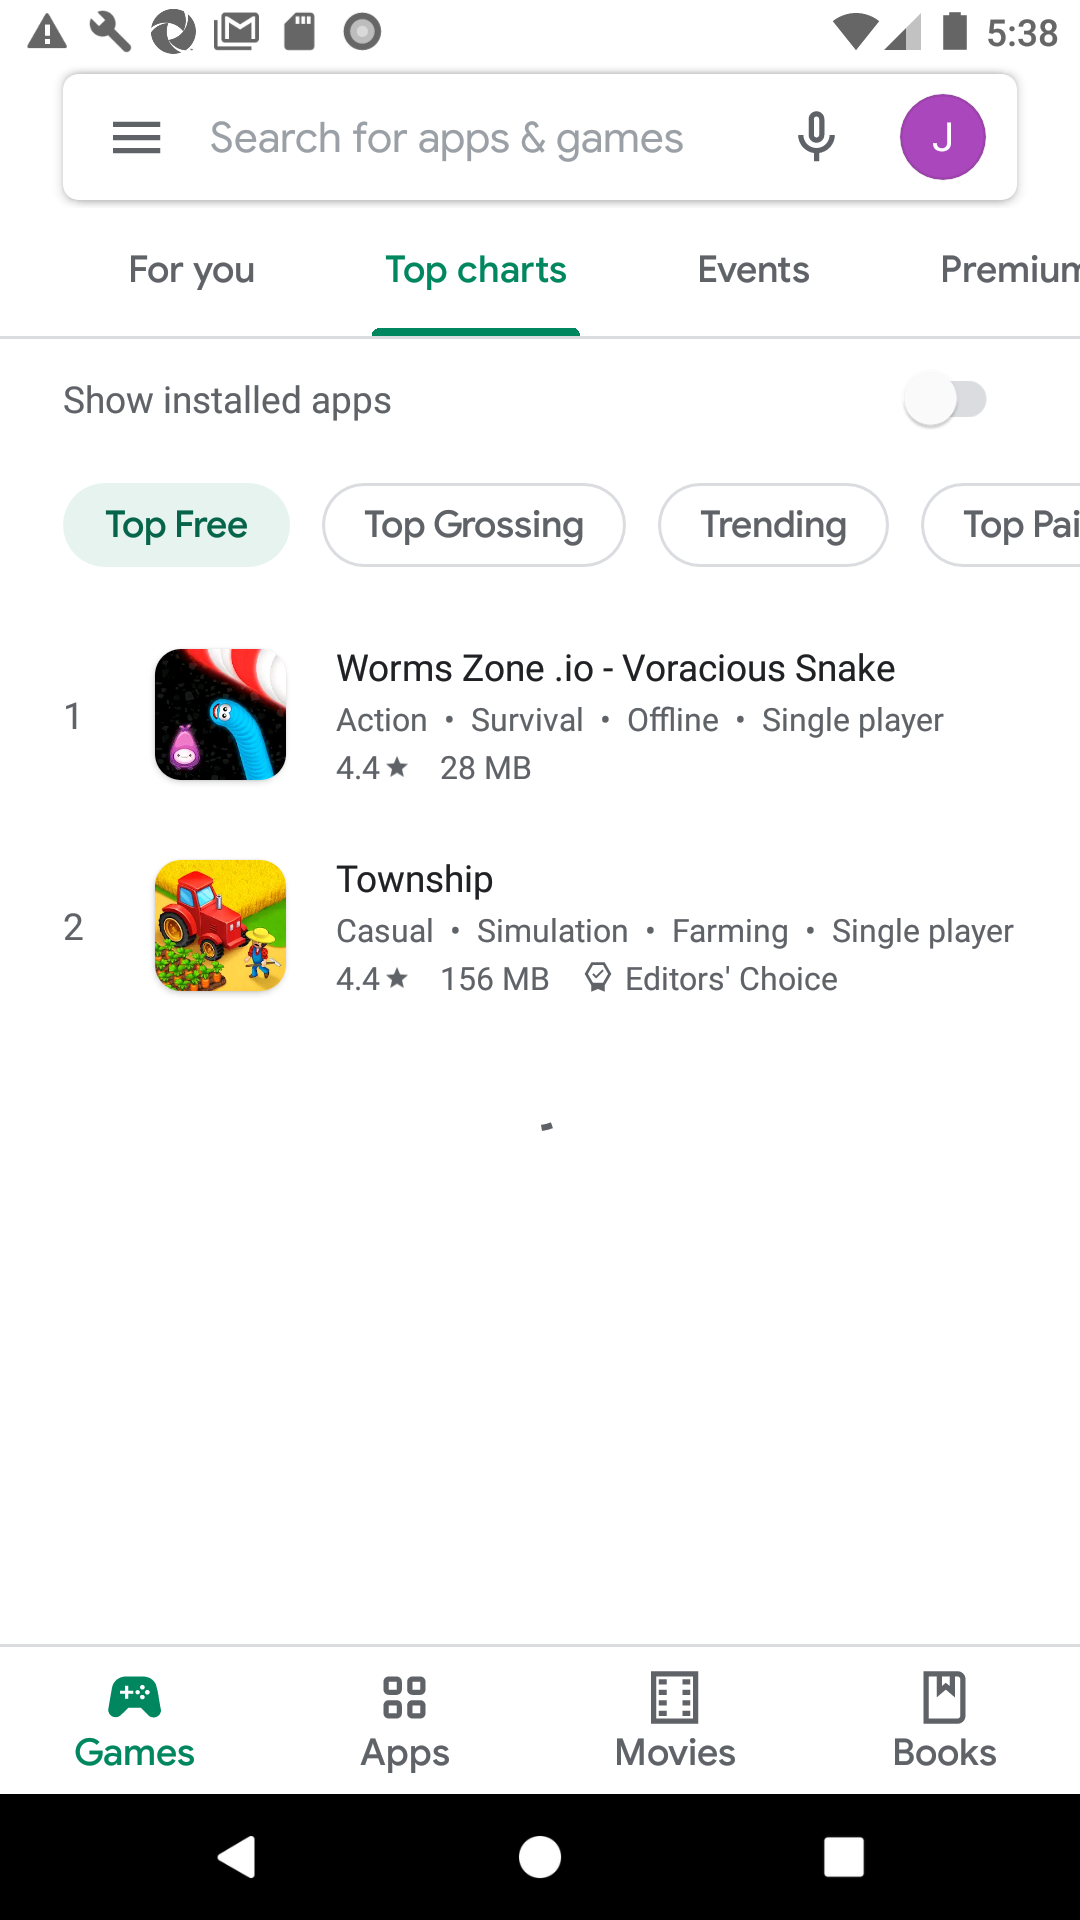 5:38
Search for apps & games
J
For you
Top charts
Events
Premium
Show installed apps
Top Free
Top Grossing
Trending
Top Pai
1
Worms Zone .io - Voracious Snake
Action • Survival • Offline • Single player
4.4★ 28 MB
2
Township
Casual • Simulation • Farming • Single player
4.4★ 156 MB Editors' Choice
Games
Apps
Movies
Books